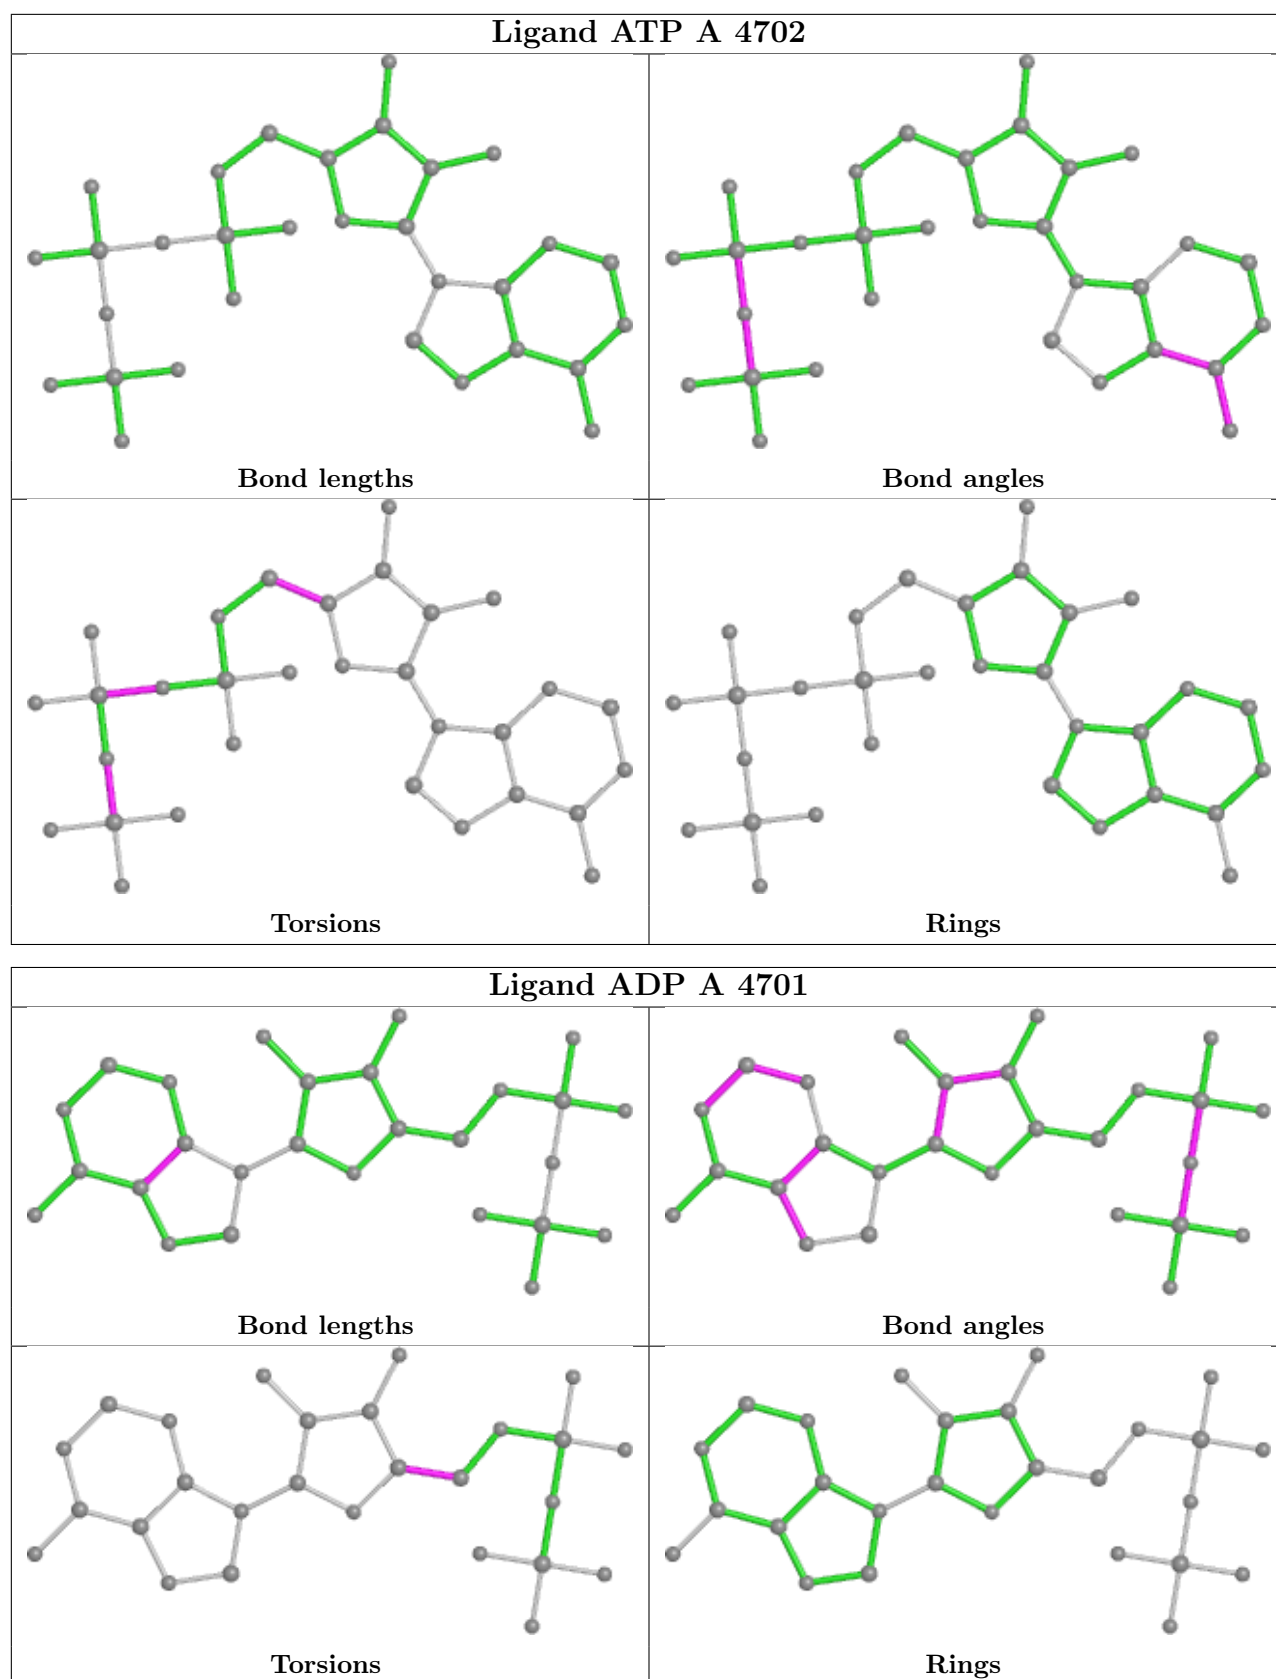 Ligand ATP A 4702
Bond lengths
Bond angles
Torsions
Rings
Ligand ADP A 4701
Bond lengths
Bond angles
Torsions
Rings